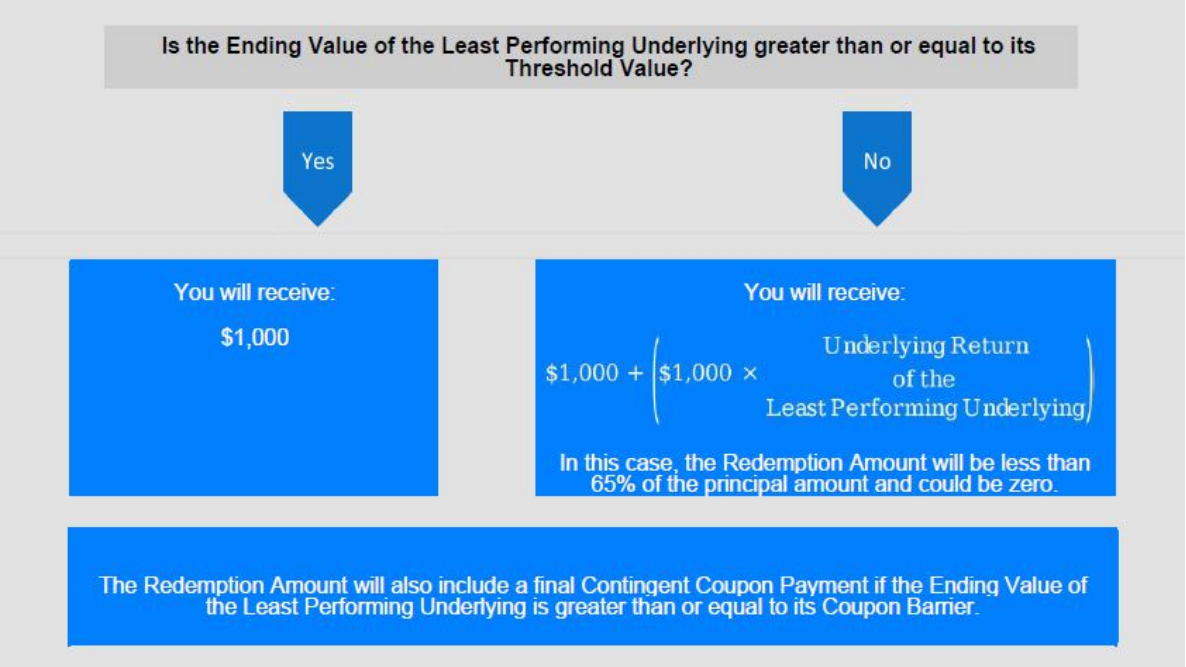 Is the Ending Value of the Least Performing Underlying greater than or equal to its
Threshold Value?
Yes
No
You will receive:
$1,000
You will receive:
$1,000 + ($1,000 × Underlying Return
of the
Least Performing Underlying)
In this case, the Redemption Amount will be less than
65% of the principal amount and could be zero.
The Redemption Amount will also include a final Contingent Coupon Payment if the Ending Value of
the Least Performing Underlying is greater than or equal to its Coupon Barrier.